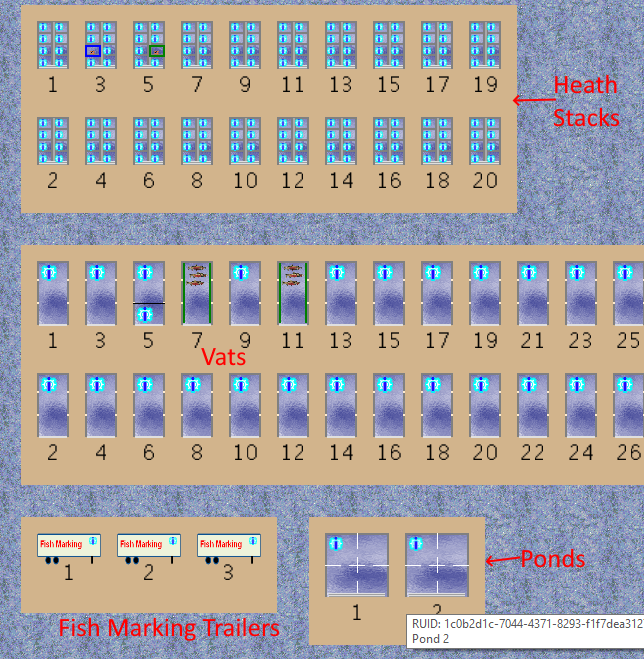 1 3 5 7 9 11 13 15 17 19
Heath
Stacks
2 4 6 8 10 12 14 16 18 20
1 3 5 7 9 11 13 15 17 19 21 23 25
Vats
2 4 6 8 10 12 14 16 18 20 22 24 26
Fish Marking Fish Marking Fish Marking
1 2 3
Ponds
1 2
Fish Marking Trailers
RUID: 1c0b2d1c-7044-4371-8293-f1f7dea312
Pond 2